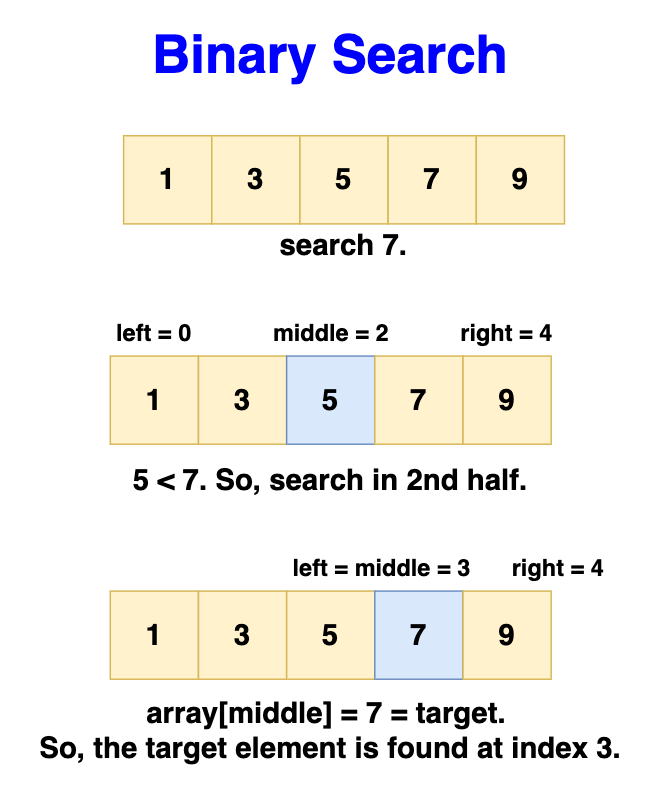 Binary Search
1 3 5 7 9
search 7.
left = 0 middle = 2 right = 4
1 3 5 7 9
5 < 7. So, search in 2nd half.
left = middle = 3 right = 4
1 3 5 7 9
array[middle] = 7 = target.
So, the target element is found at index 3.